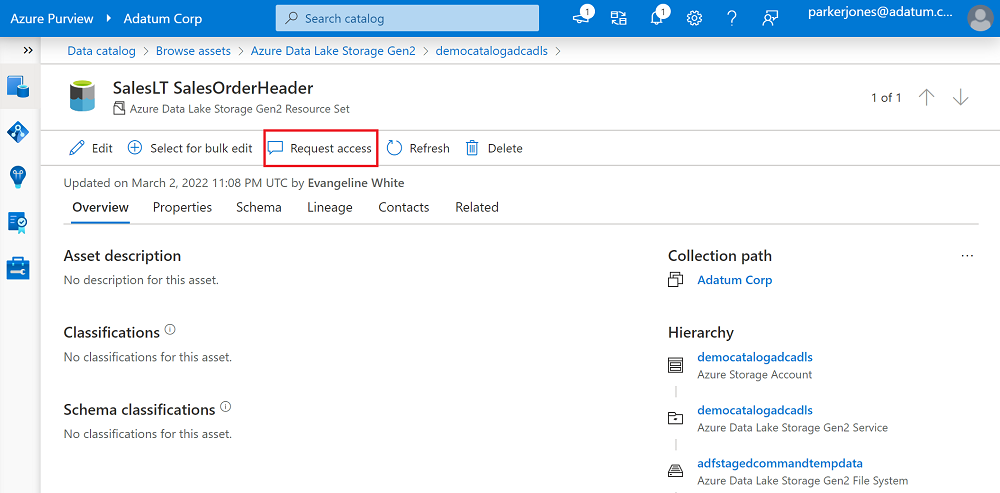 Azure Purview > Adatum Corp
Search catalog
1
1
parkerjones@adatum.c...
Data catalog > Browse assets > Azure Data Lake Storage Gen2 > democatalogadcadls >
SalesLT SalesOrderHeader
Azure Data Lake Storage Gen2 Resource Set
1 of 1
Edit
Select for bulk edit
Request access
Refresh
Delete
Updated on March 2, 2022 11:08 PM UTC by Evangeline White
Overview
Properties
Schema
Lineage
Contacts
Related
Asset description
No description for this asset.
Classifications
No classifications for this asset.
Schema classifications
No classifications for this asset.
Collection path
Adatum Corp
Hierarchy
democatalogadcadls
Azure Storage Account
democatalogadcadls
Azure Data Lake Storage Gen2 Service
adfstagedcommandtempdata
Azure Data Lake Storage Gen2 File System